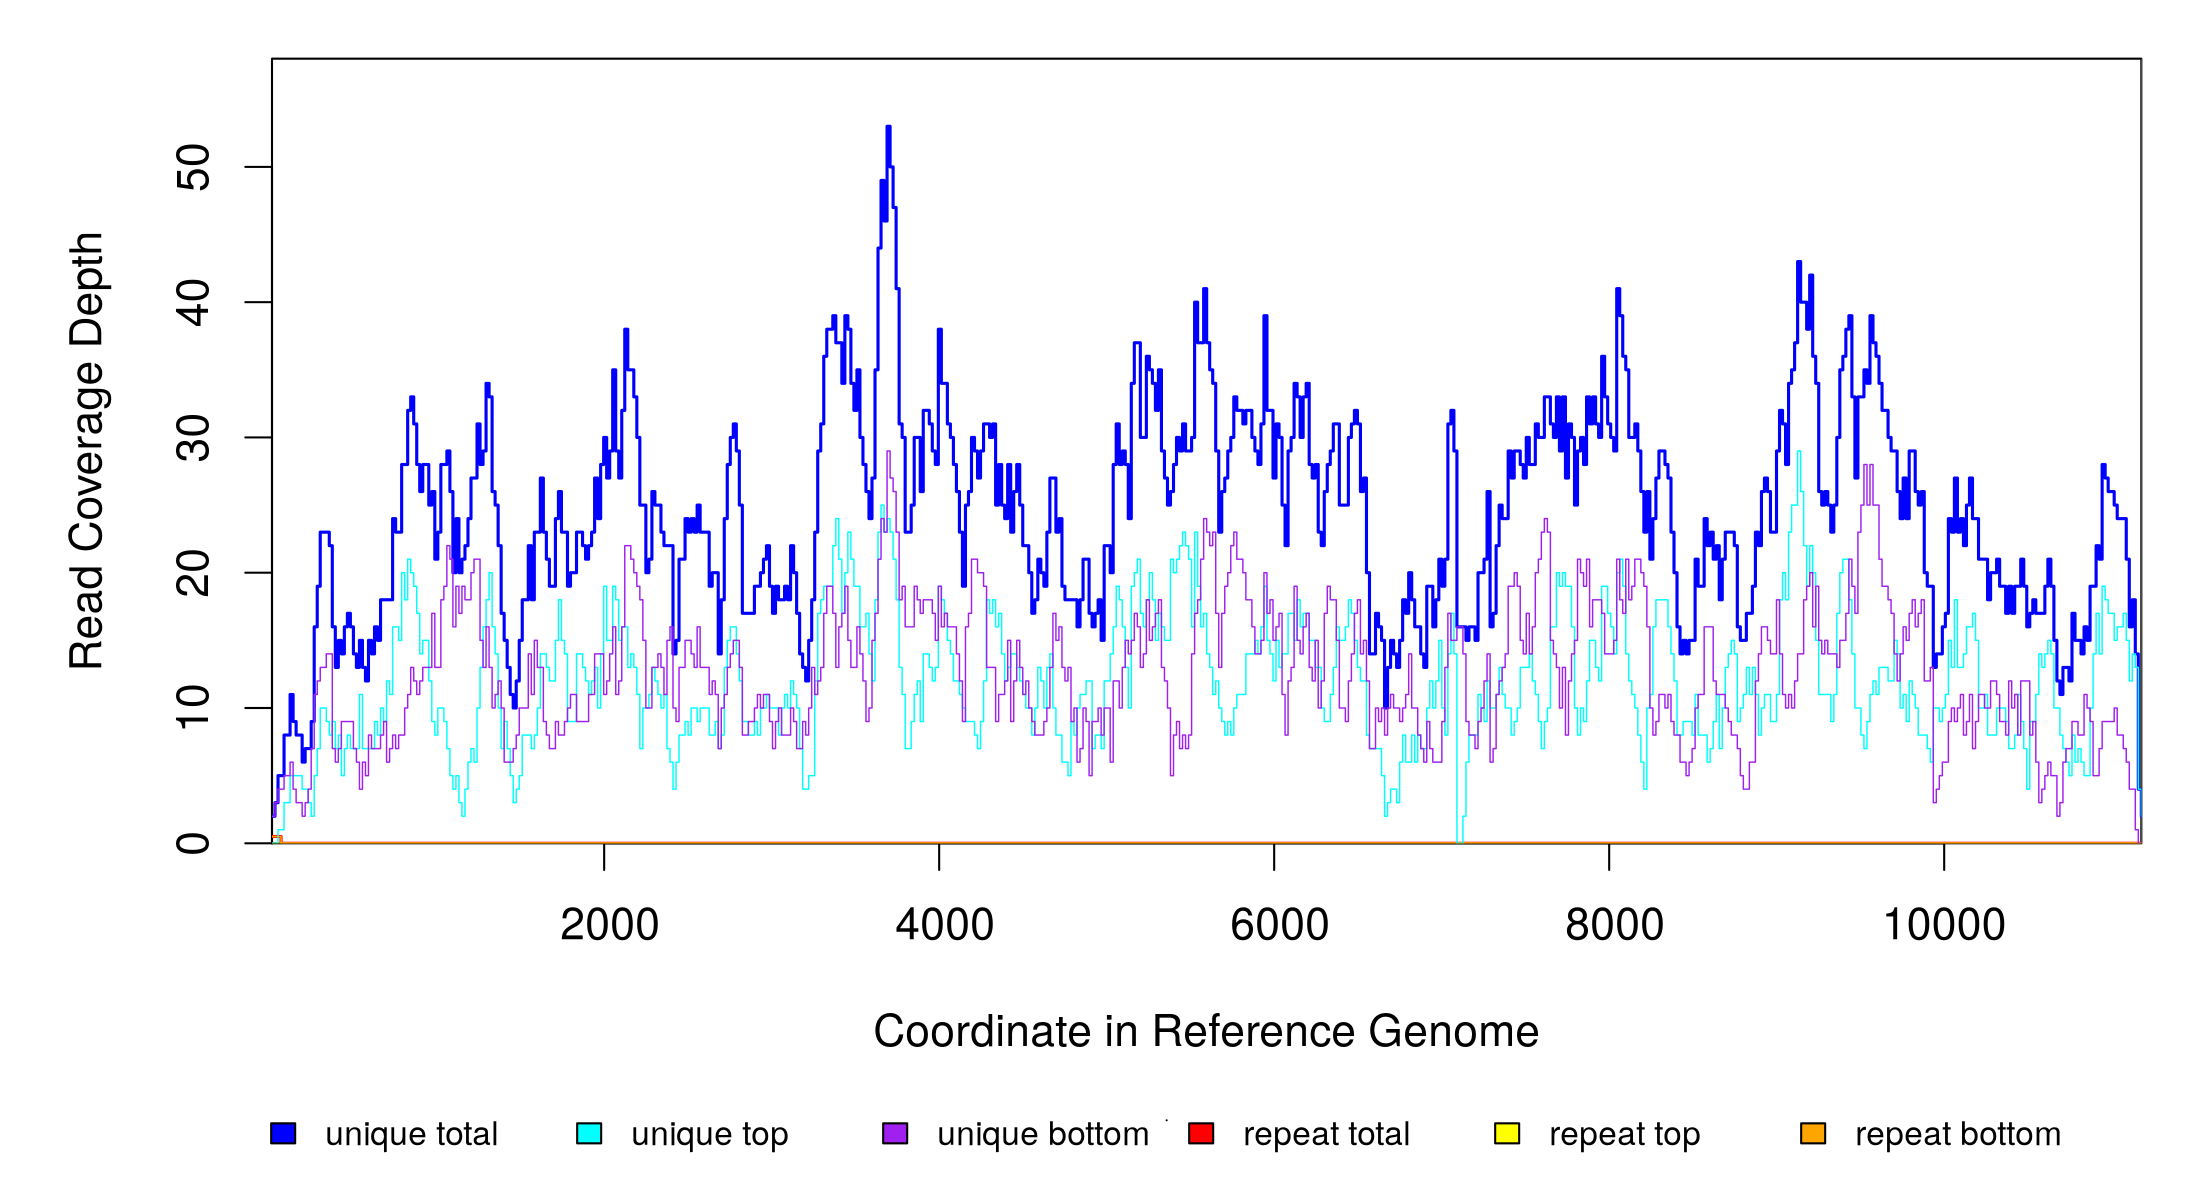 50
40
30
20
10
0
Read Coverage Depth
2000 4000 6000 8000 10000
Coordinate in Reference Genome
unique total unique top unique bottom repeat total repeat top repeat bottom